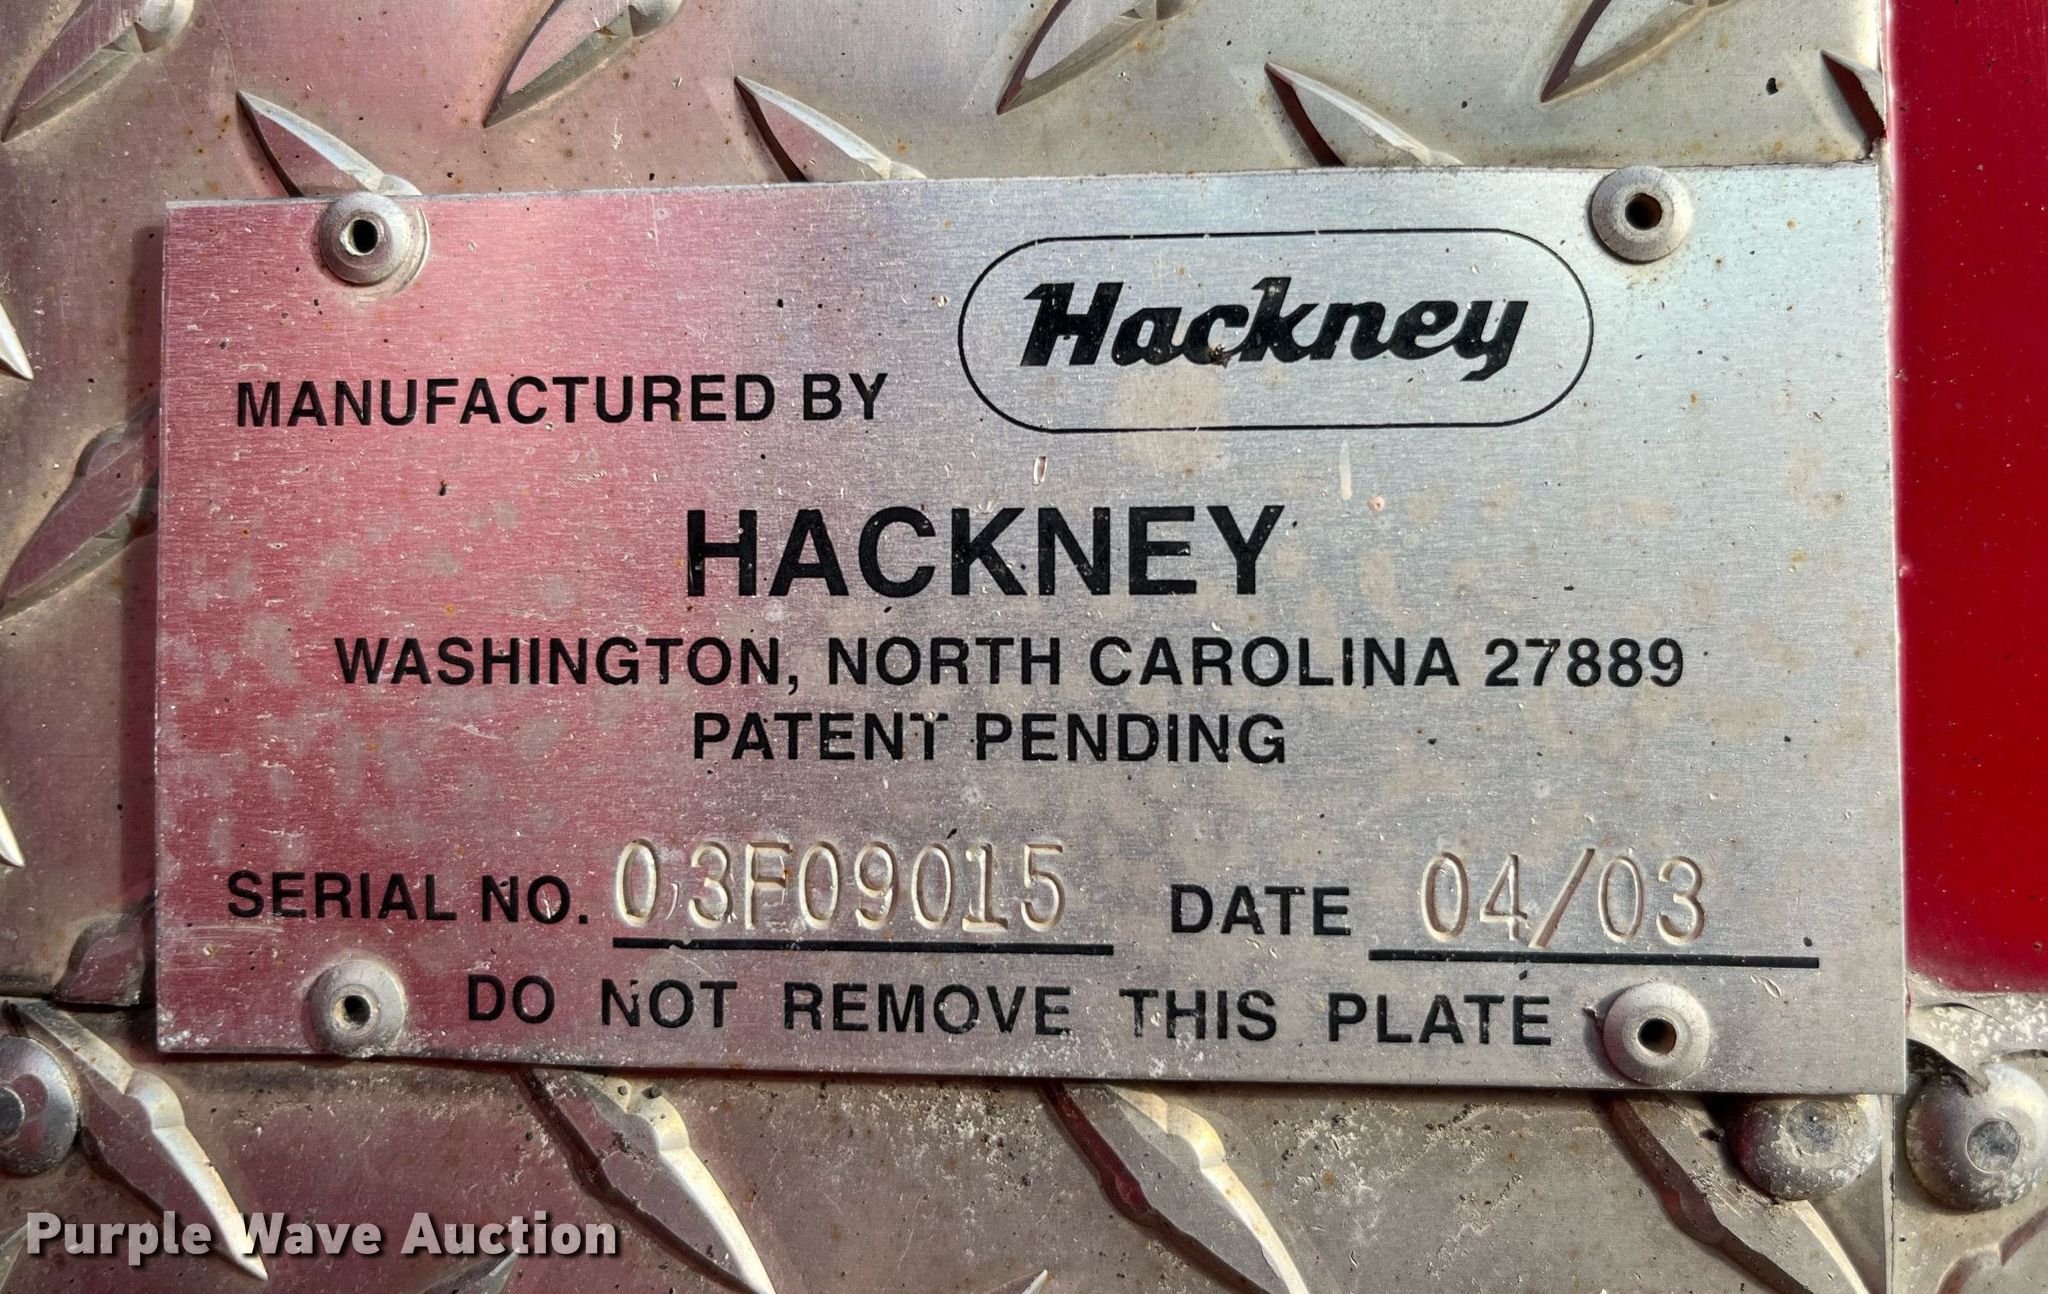 Hackney
MANUFACTURED BY
HACKNEY
WASHINGTON, NORTH CAROLINA 27889
PATENT PENDING
SERIAL NO. 03F09015 DATE 04/03
DO NOT REMOVE THIS PLATE
Purple Wave Auction